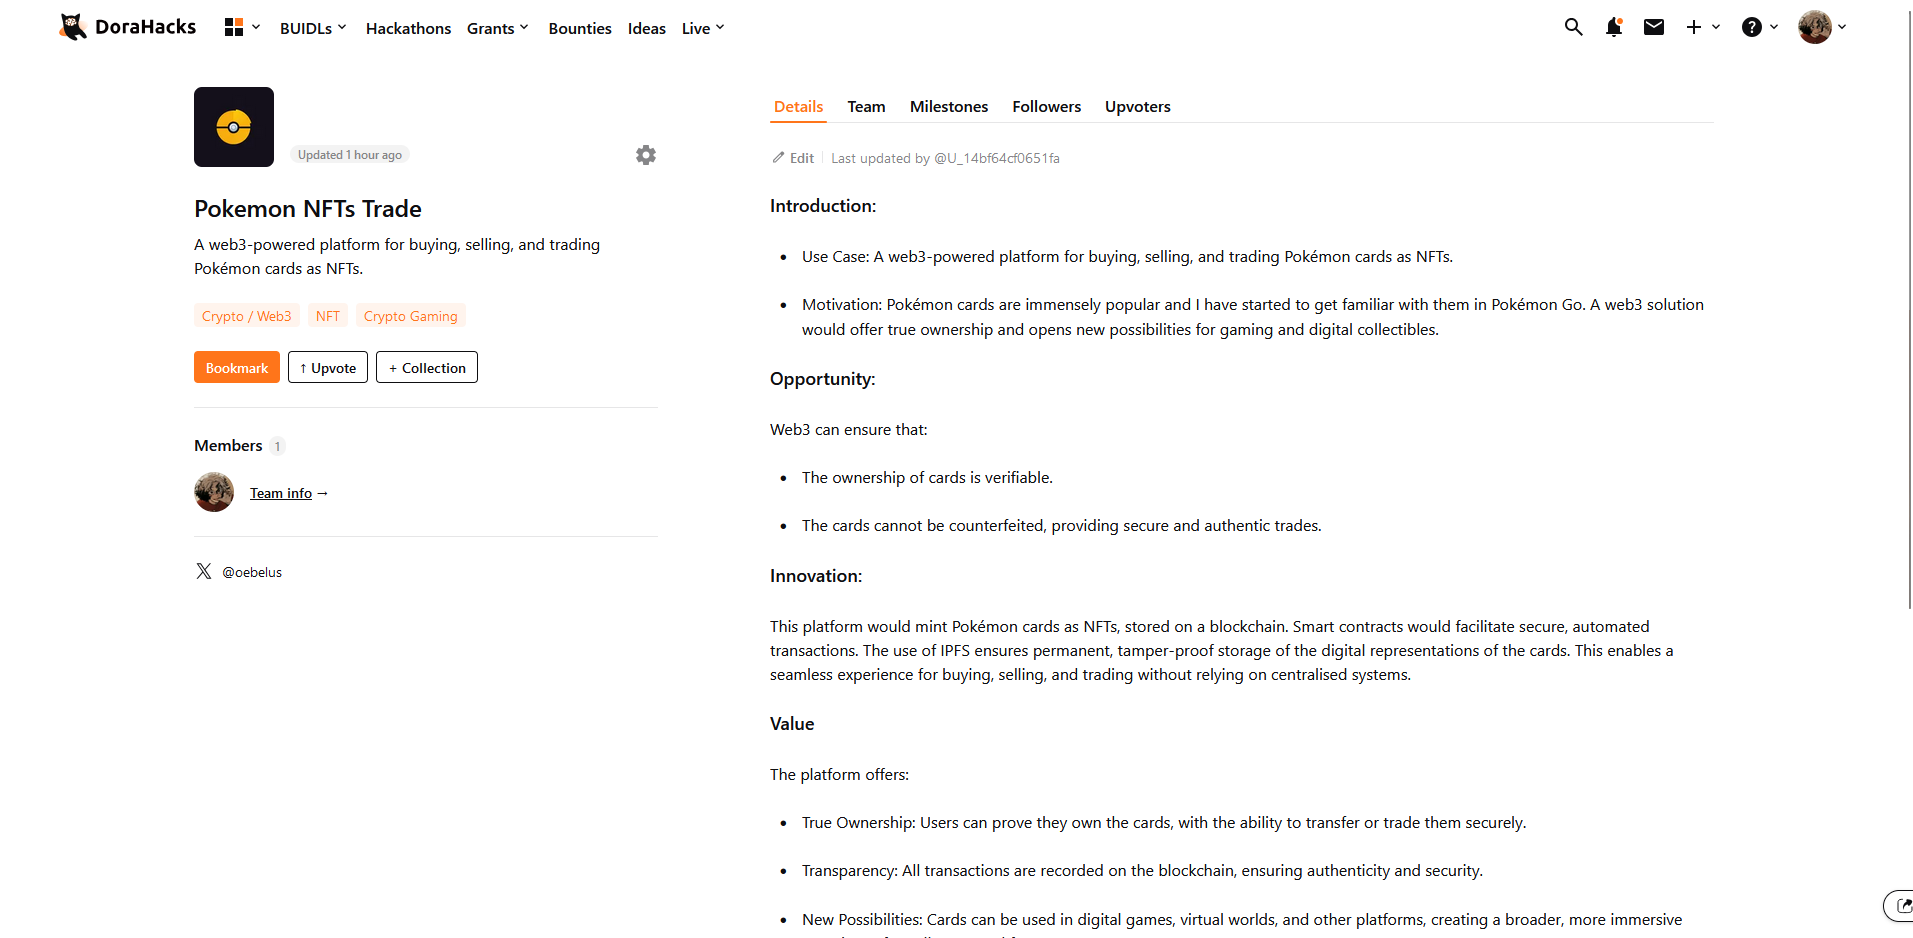 DoraHacks
BUIDLs
Hackathons
Grants
Bounties
Ideas
Live
Updated 1 hour ago
Pokemon NFTs Trade
A web3-powered platform for buying, selling, and trading
Pokémon cards as NFTs.
Crypto / Web3
NFT
Crypto Gaming
Bookmark
↑ Upvote
+ Collection
Members 1
Team info →
@oebelus
Details
Team
Milestones
Followers
Upvoters
Edit
Last updated by @U_14bf64cf0651fa
Introduction:
• Use Case: A web3-powered platform for buying, selling, and trading Pokémon cards as NFTs.
• Motivation: Pokémon cards are immensely popular and I have started to get familiar with them in Pokémon Go. A web3 solution
would offer true ownership and opens new possibilities for gaming and digital collectibles.
Opportunity:
Web3 can ensure that:
• The ownership of cards is verifiable.
• The cards cannot be counterfeited, providing secure and authentic trades.
Innovation:
This platform would mint Pokémon cards as NFTs, stored on a blockchain. Smart contracts would facilitate secure, automated
transactions. The use of IPFS ensures permanent, tamper-proof storage of the digital representations of the cards. This enables a
seamless experience for buying, selling, and trading without relying on centralised systems.
Value
The platform offers:
• True Ownership: Users can prove they own the cards, with the ability to transfer or trade them securely.
• Transparency: All transactions are recorded on the blockchain, ensuring authenticity and security.
• New Possibilities: Cards can be used in digital games, virtual worlds, and other platforms, creating a broader, more immersive